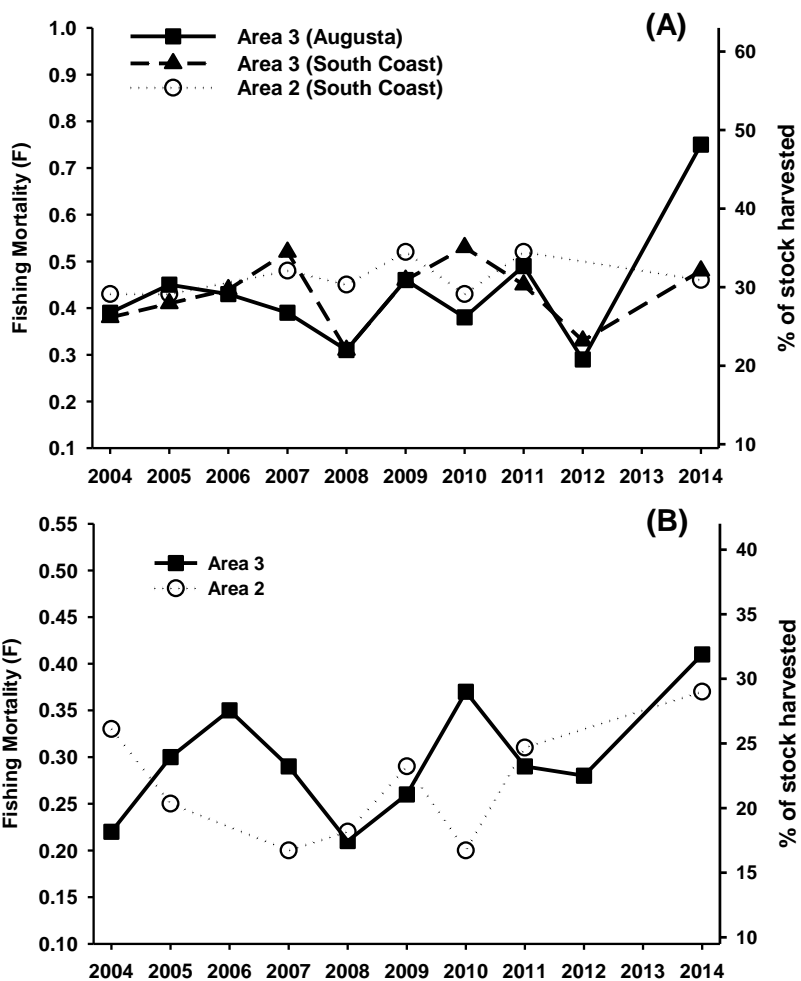 (A)
Area 3 (Augusta)
Area 3 (South Coast)
Area 2 (South Coast)
Fishing Mortality (F)
1.0
0.9
0.8
0.7
0.6
0.5
0.4
0.3
0.2
0.1
60
50
40
30
20
10
% of stock harvested
2004 2005 2006 2007 2008 2009 2010 2011 2012 2013 2014
(B)
Area 3
Area 2
Fishing Mortality (F)
0.55
0.50
0.45
0.40
0.35
0.30
0.25
0.20
0.15
0.10
40
35
30
25
20
15
10
% of stock harvested
2004 2005 2006 2007 2008 2009 2010 2011 2012 2013 2014